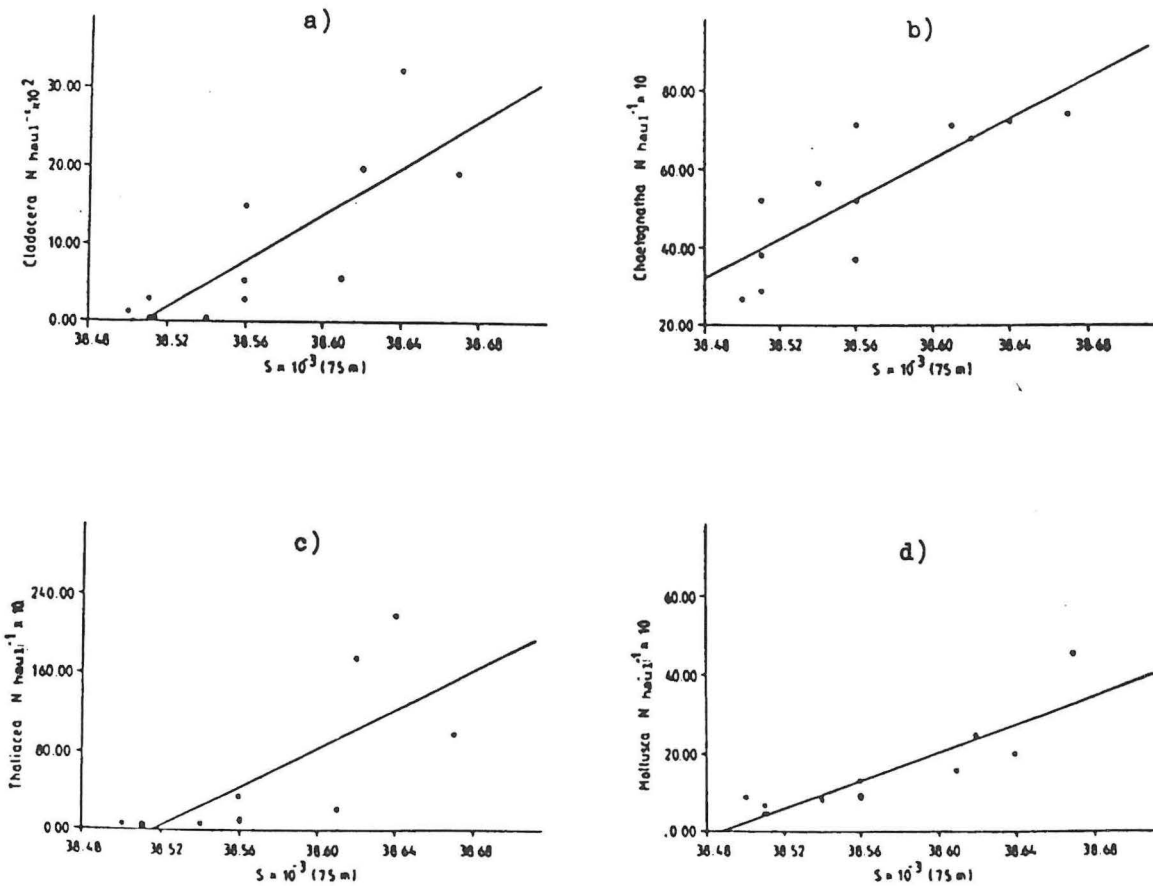 a)
Cladocera N haul⁻¹ × 10²
30.00
20.00
10.00
0.00
38.48 38.52 38.56 38.60 38.64 38.68
S × 10⁻³ (75 m)
b)
Chaetognatha N haul⁻¹ × 10
80.00
60.00
40.00
20.00
38.48 38.52 38.56 38.60 38.64 38.68
S × 10⁻³ (75 m)
c)
Thaliacea N haul⁻¹ × 10
240.00
160.00
80.00
0.00
38.48 38.52 38.56 38.60 38.64 38.68
S × 10⁻³ (75 m)
d)
Mollusca N haul⁻¹ × 10
60.00
40.00
20.00
.0.00
38.48 38.52 38.56 38.60 38.64 38.68
S × 10⁻³ (75 m)